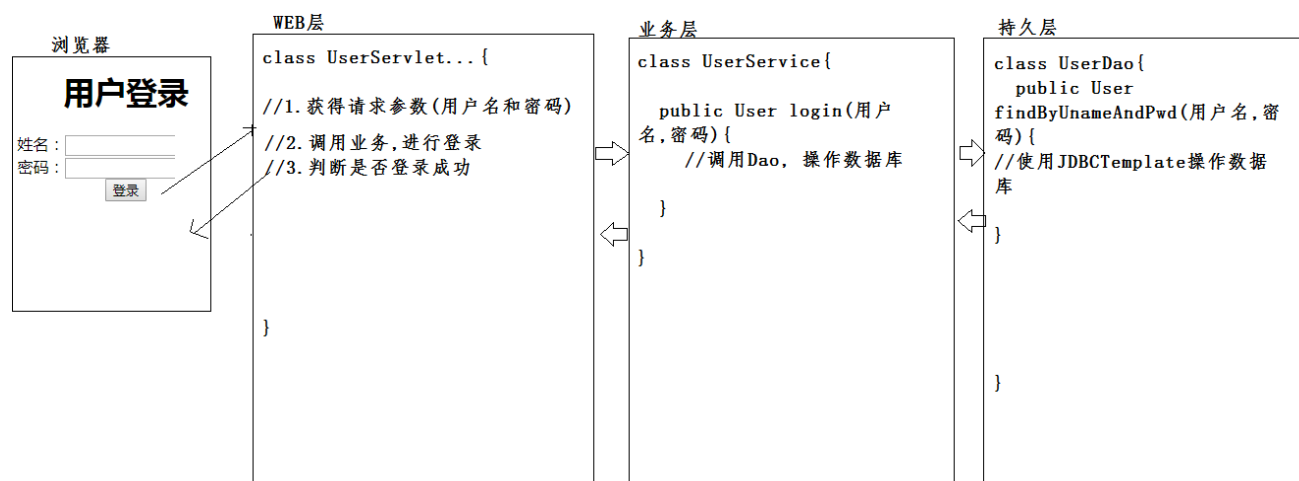 浏览器
用户登录
姓名：
密码：
登录
WEB层
class UserServlet...{
//1.获得请求参数(用户名和密码)
//2.调用业务,进行登录
//3.判断是否登录成功
}
业务层
class UserService{
public User login(用户
名,密码){
//调用Dao, 操作数据库
}
}
持久层
class UserDao{
public User
findByUnameAndPwd(用户名,密
码){
//使用JDBCTemplate操作数据
库
}
}